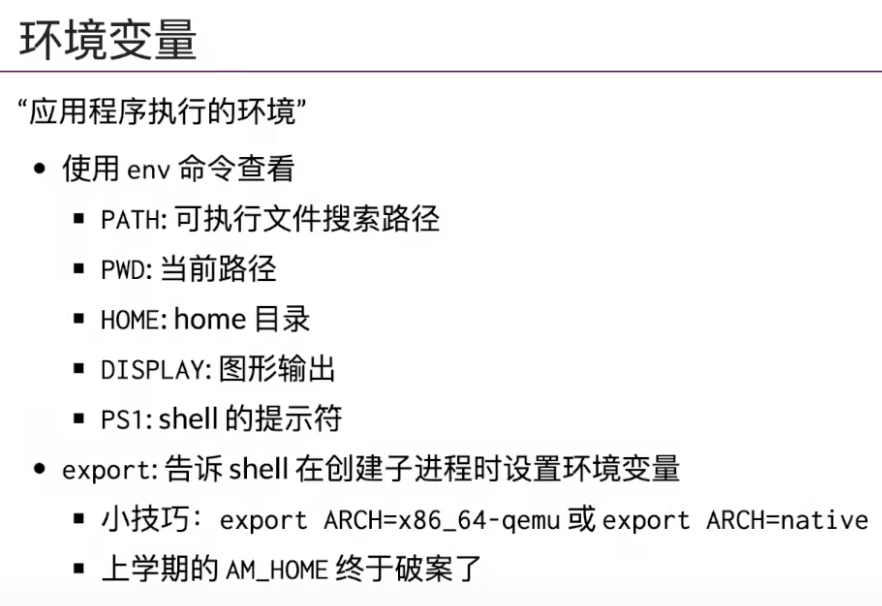 环境变量
“应用程序执行的环境”
• 使用 env 命令查看
▪ PATH: 可执行文件搜索路径
▪ PWD: 当前路径
▪ HOME: home 目录
▪ DISPLAY: 图形输出
▪ PS1: shell 的提示符
• export: 告诉 shell 在创建子进程时设置环境变量
▪ 小技巧：export ARCH=x86_64-qemu 或 export ARCH=native
▪ 上学期的 AM_HOME 终于破案了